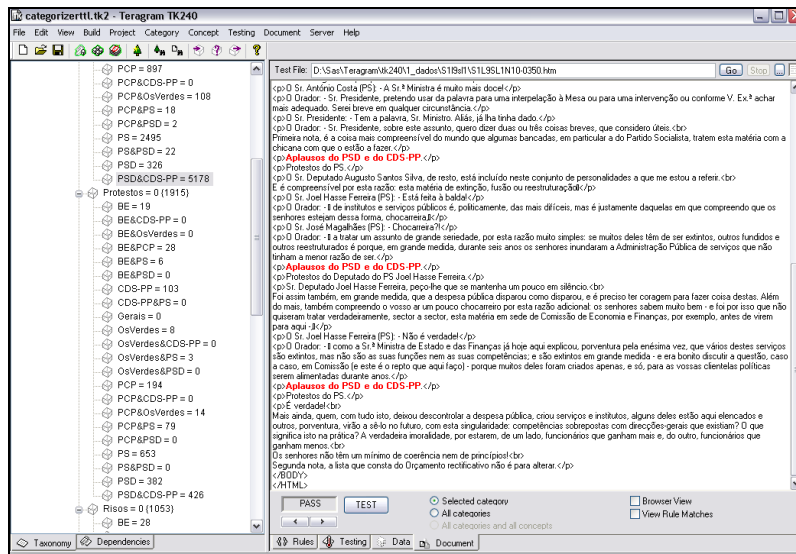 categorizerttl.tk2 - Teragram TK240
File Edit View Build Project Category Concept Testing Document Server Help
PCP = 897
PCP&CDS-PP = 0
PCP&OsVerdes = 108
PCP&PS = 18
PCP&PSD = 2
PS = 2495
PS&PSD = 22
PSD = 326
PSD&CDS-PP = 5178
Protestos = 0 (1915)
BE = 19
BE&CDS-PP = 0
BE&OsVerdes = 0
BE&PCP = 28
BE&PS = 6
BE&PSD = 0
CDS-PP = 103
CDS-PP&PS = 0
Gerais = 0
OsVerdes = 8
OsVerdes&CDS-PP = 0
OsVerdes&PS = 3
OsVerdes&PSD = 0
PCP = 194
PCP&CDS-PP = 0
PCP&OsVerdes = 14
PCP&PS = 79
PCP&PSD = 0
PS = 653
PS&PSD = 0
PSD = 382
PSD&CDS-PP = 426
Risos = 0 (1053)
BE = 28
Taxonomy Dependencies
Test File: D:\Sas\Teragram\tk240\1_dados\S1l9sl1\S1L9SL1N10-0350.htm Go Stop ...
<p>O Sr. António Costa (PS): - A Sr.ª Ministra é muito mais doce!</p>
<p>O Orador: - Sr. Presidente, pretendo usar da palavra para uma interpelação à Mesa ou para uma intervenção ou conforme V. Ex.ª achar
mais adequado. Serei breve em qualquer circunstância.</p>
<p>O Sr. Presidente: - Tem a palavra, Sr. Ministro. Aliás, já lha tinha dado.</p>
<p>O Orador: - Sr. Presidente, sobre este assunto, quero dizer duas ou três coisas breves, que considero úteis.<br>
Primeira nota, é a coisa mais compreensível do mundo que algumas bancadas, em particular a do Partido Socialista, tratem esta matéria com a
chicana com que o estão a fazer.</p>
<p>Aplausos do PSD e do CDS-PP.</p>
<p>Protestos do PS.</p>
<p>O Sr. Deputado Augusto Santos Silva, de resto, está incluído neste conjunto de personalidades a que me estou a referir.<br>
E é compreensível por esta razão: esta matéria de extinção, fusão ou reestruturação</p>
<p>O Sr. Joel Hasse Ferreira (PS): - Está feita à balda!</p>
<p>O Orador: - de institutos e serviços públicos é, politicamente, das mais difíceis, mas é justamente daquelas em que compreendo que os
senhores estejam dessa forma, chocarreira,</p>
<p>O Sr. José Magalhães (PS): - Chocarreira?!</p>
<p>O Orador: - a tratar um assunto de grande seriedade, por esta razão muito simples: se muitos deles têm de ser extintos, outros fundidos e
outros reestruturados é porque, em grande medida, durante seis anos os senhores inundaram a Administração Pública de serviços que não
tinham a menor razão de ser.</p>
<p>Aplausos do PSD e do CDS-PP.</p>
<p>Protestos do Deputado do PS Joel Hasse Ferreira.</p>
<p>Sr. Deputado Joel Hasse Ferreira, peço-lhe que se mantenha um pouco em silêncio.<br>
Foi assim também, em grande medida, que a despesa pública disparou como disparou, e é preciso ter coragem para fazer coisa destas. Além
do mais, também compreendo o vosso ar um pouco chocarreiro por esta razão adicional: os senhores sabem muito bem - e foi por isso que não
quiseram tratar verdadeiramente, sector a sector, esta matéria em sede de Comissão de Economia e Finanças, por exemplo, antes de virem
para aqui -,</p>
<p>O Sr. Joel Hasse Ferreira (PS): - Não é verdade!</p>
<p>O Orador: - como a Sr.ª Ministra de Estado e das Finanças já hoje aqui explicou, porventura pela enésima vez, que vários destes serviços
são extintos, mas não são as suas funções nem as suas competências; e são extintos em grande medida - e era bonito discutir a questão, caso
a caso, em Comissão (e este é o repto que aqui faço) - porque muitos deles foram criados apenas, e só, para as vossas clientelas políticas
serem alimentadas durante anos.</p>
<p>Aplausos do PSD e do CDS-PP.</p>
<p>Protestos do PS.</p>
<p>É verdade!<br>
Mais ainda, quem, com tudo isto, deixou descontrolar a despesa pública, criou serviços e institutos, alguns deles estão aqui elencados e
outros, porventura, virão a sê-lo no futuro, com esta singularidade: competências sobrepostas com direcções-gerais que existiam? O que
significa isto na prática? A verdadeira imoralidade, por estarem, de um lado, funcionários que ganham mais e, do outro, funcionários que
ganham menos.<br>
Os senhores não têm um mínimo de coerência nem de princípios!<br>
Segunda nota, a lista que consta do Orçamento rectificativo não é para alterar.</p>
</BODY>
</HTML>
PASS TEST
Selected category
All categories
All categories and all concepts
Browser View
View Rule Matches
Rules Testing Data Document